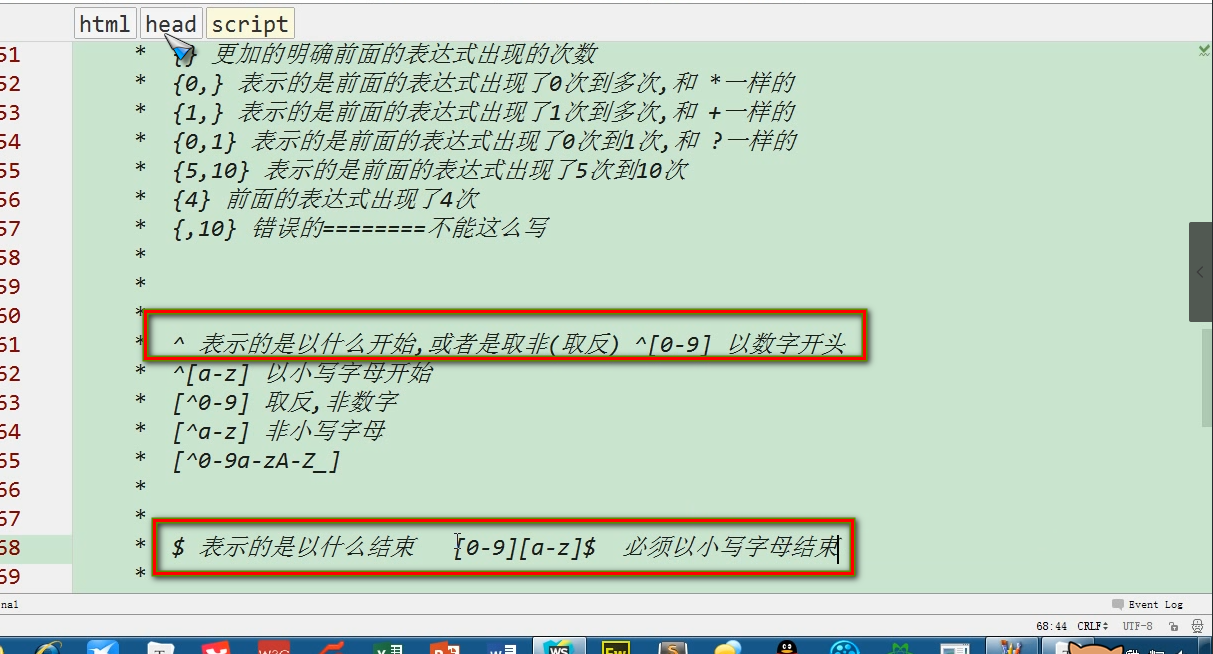 html head script
51 * {} 更加的明确前面的表达式出现的次数
52 * {0,} 表示的是前面的表达式出现了0次到多次,和 *一样的
53 * {1,} 表示的是前面的表达式出现了1次到多次,和 +一样的
54 * {0,1} 表示的是前面的表达式出现了0次到1次,和 ?一样的
55 * {5,10} 表示的是前面的表达式出现了5次到10次
56 * {4} 前面的表达式出现了4次
57 * {,10} 错误的========不能这么写
58 *
59 *
60 *
61 * ^ 表示的是以什么开始,或者是取非(取反) ^[0-9] 以数字开头
62 * ^[a-z] 以小写字母开始
63 * [^0-9] 取反,非数字
64 * [^a-z] 非小写字母
65 * [^0-9a-zA-Z_]
66 *
67 *
68 * $ 表示的是以什么结束 [0-9][a-z]$ 必须以小写字母结束
69 *
nal Event Log
68:44 CRLF UTF-8
W3C WS Fw S